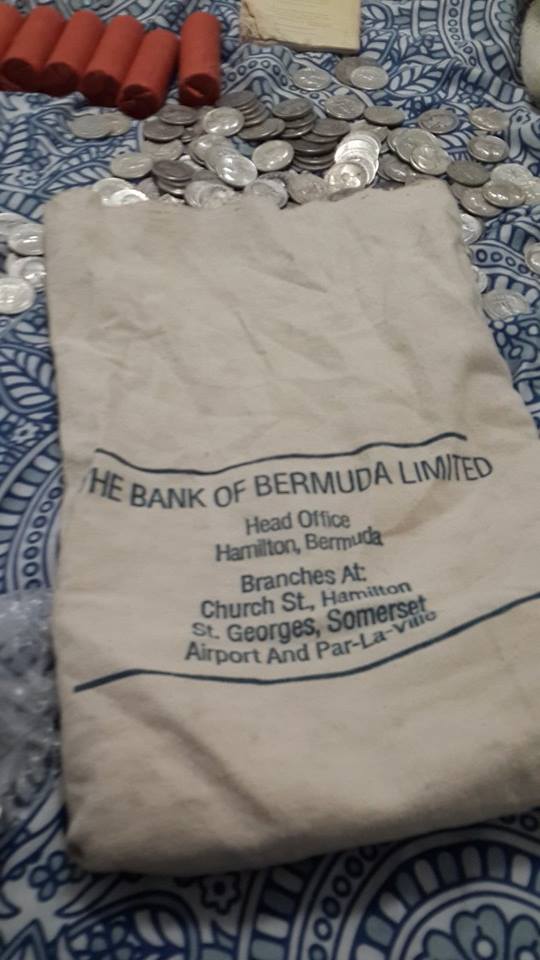 THE BANK OF BERMUDA LIMITED
Head Office
Hamilton, Bermuda
Branches At:
Church St., Hamilton
St. Georges, Somerset
Airport And Par-La-Ville